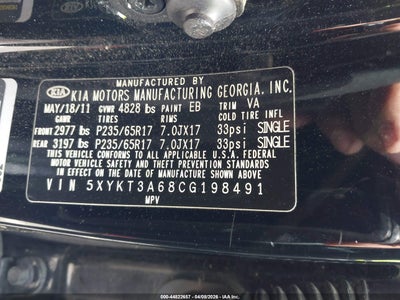 MANUFACTURED BY
KIA KIA MOTORS MANUFACTURING GEORGIA, INC.
MAY/18/11 GVWR 4828 lbs PAINT EB TRIM VA
GAWR TIRES RIMS COLD TIRE INFL
FRONT 2977 lbs P235/65R17 7.0JX17 33psi SINGLE
REAR 3197 lbs P235/65R17 7.0JX17 33psi SINGLE
THIS VEHICLE CONFORMS TO ALL APPLICABLE U.S.A. FEDERAL
MOTOR VEHICLE SAFETY AND THEFT PREVENTION STANDARDS
IN EFFECT ON THE DATE OF MANUFACTURE SHOWN ABOVE.
VIN 5XYKT3A68CG198491
MPV
000-44822657 - 04/09/2026 - IAA Inc.